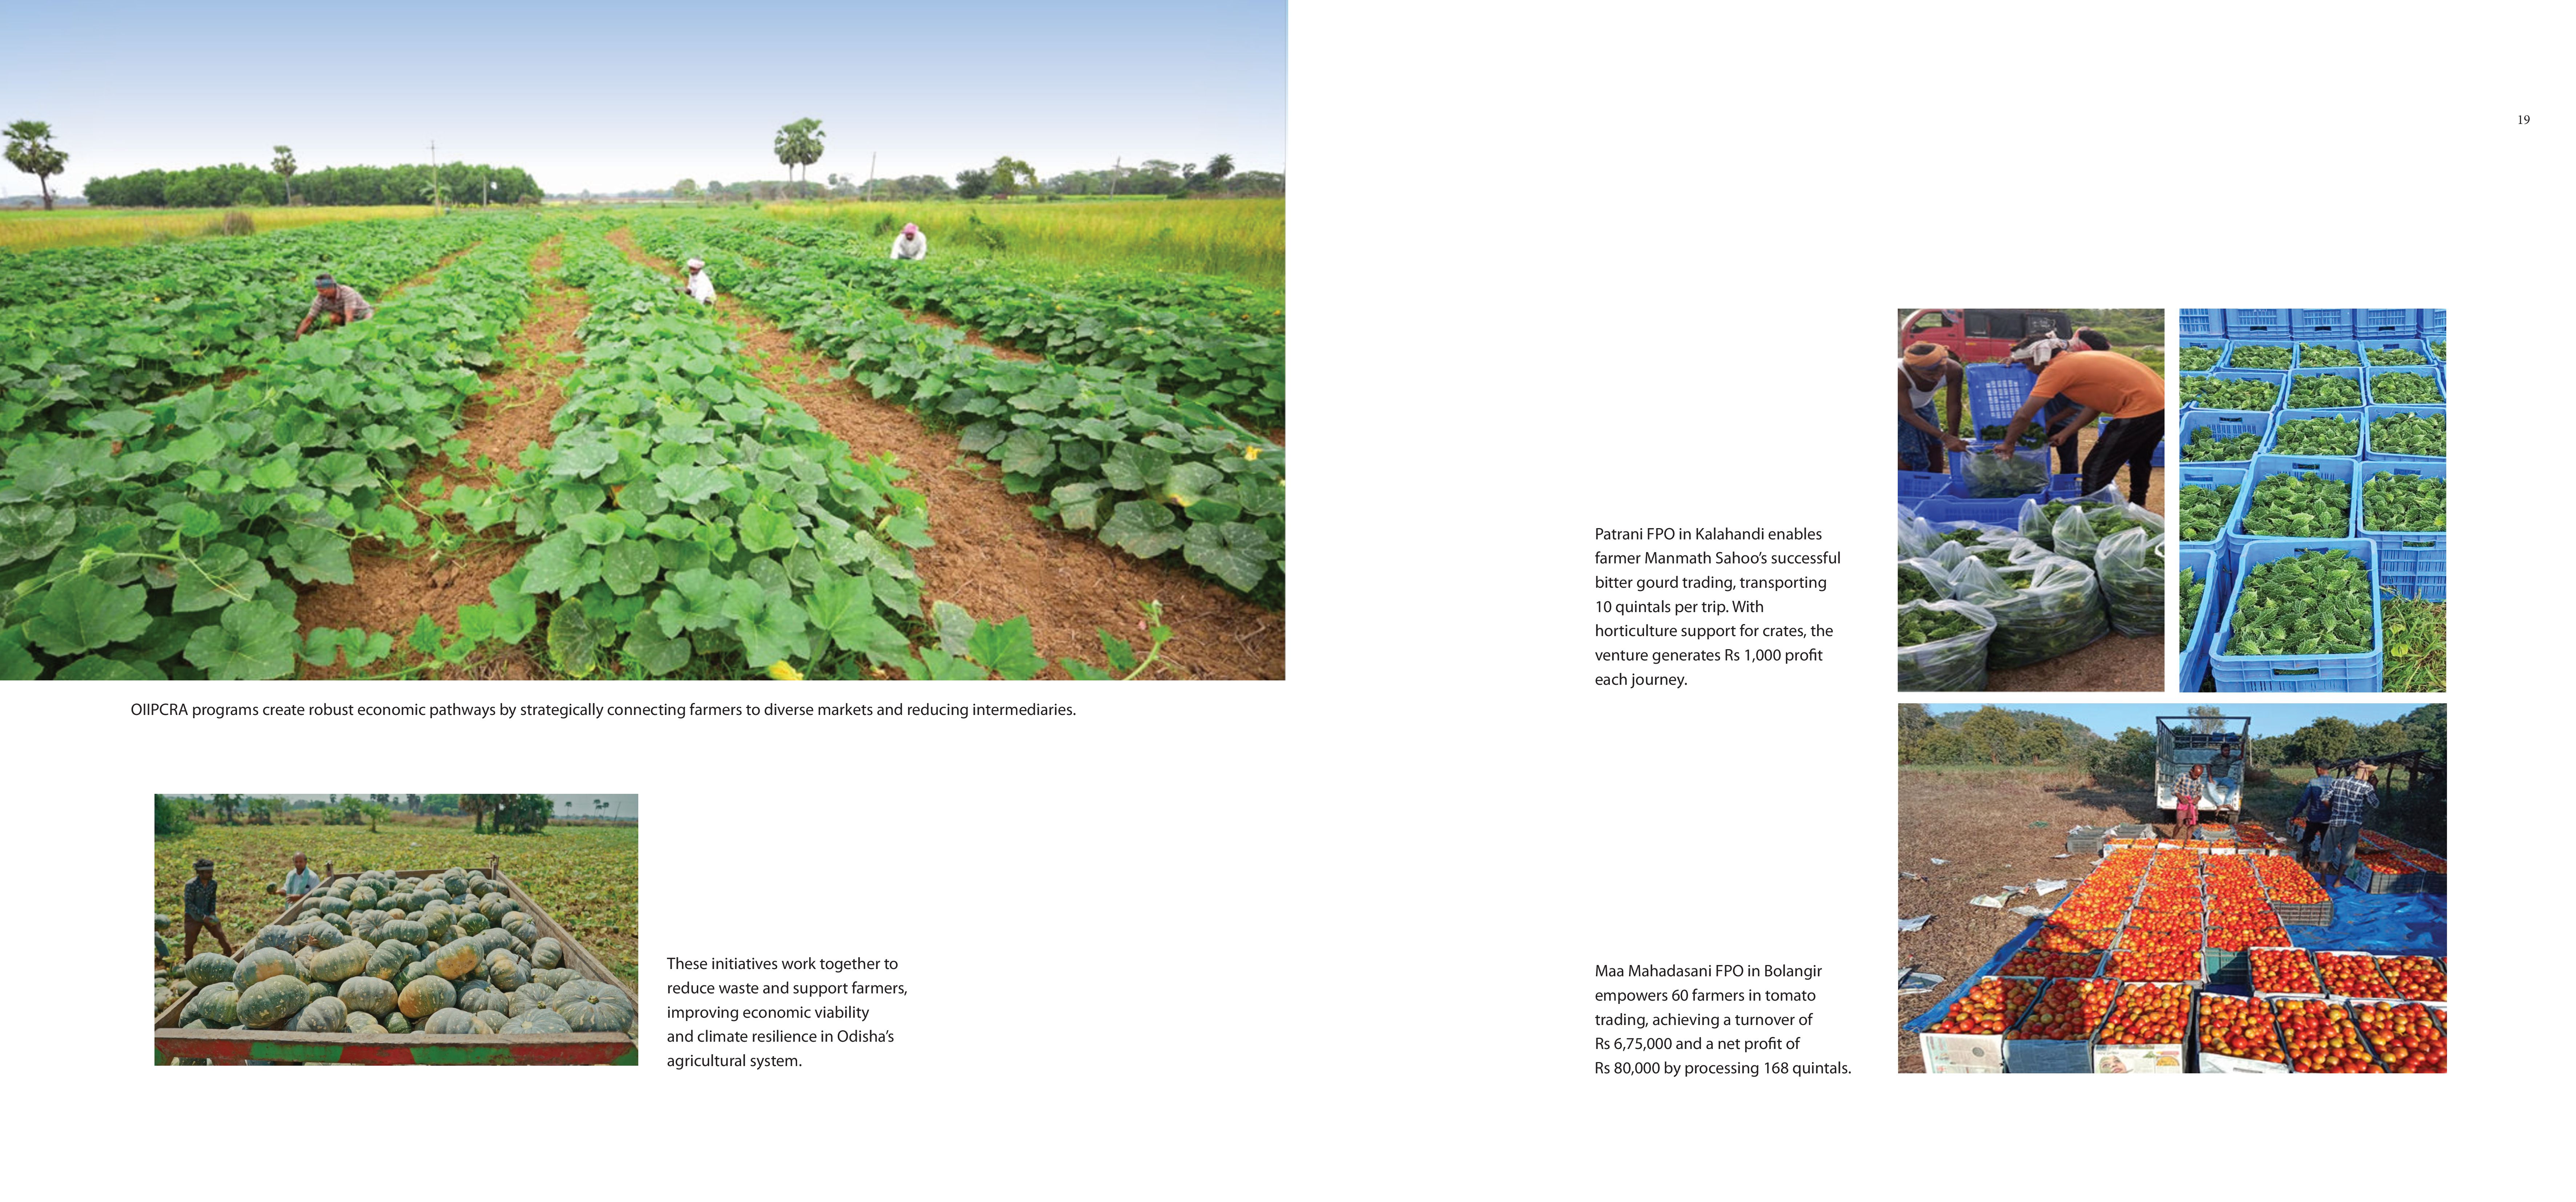 OIIPCRA programs create robust economic pathways by strategically connecting farmers to diverse markets and reducing intermediaries.
These initiatives work together to
reduce waste and support farmers,
improving economic viability
and climate resilience in Odisha's
agricultural system.
19
Patrani FPO in Kalahandi enables
farmer Manmath Sahoo's successful
bitter gourd trading, transporting
10 quintals per trip. With
horticulture support for crates, the
venture generates Rs 1,000 profit
each journey.
Maa Mahadasani FPO in Bolangir
empowers 60 farmers in tomato
trading, achieving a turnover of
Rs 6,75,000 and a net profit of
Rs 80,000 by processing 168 quintals.